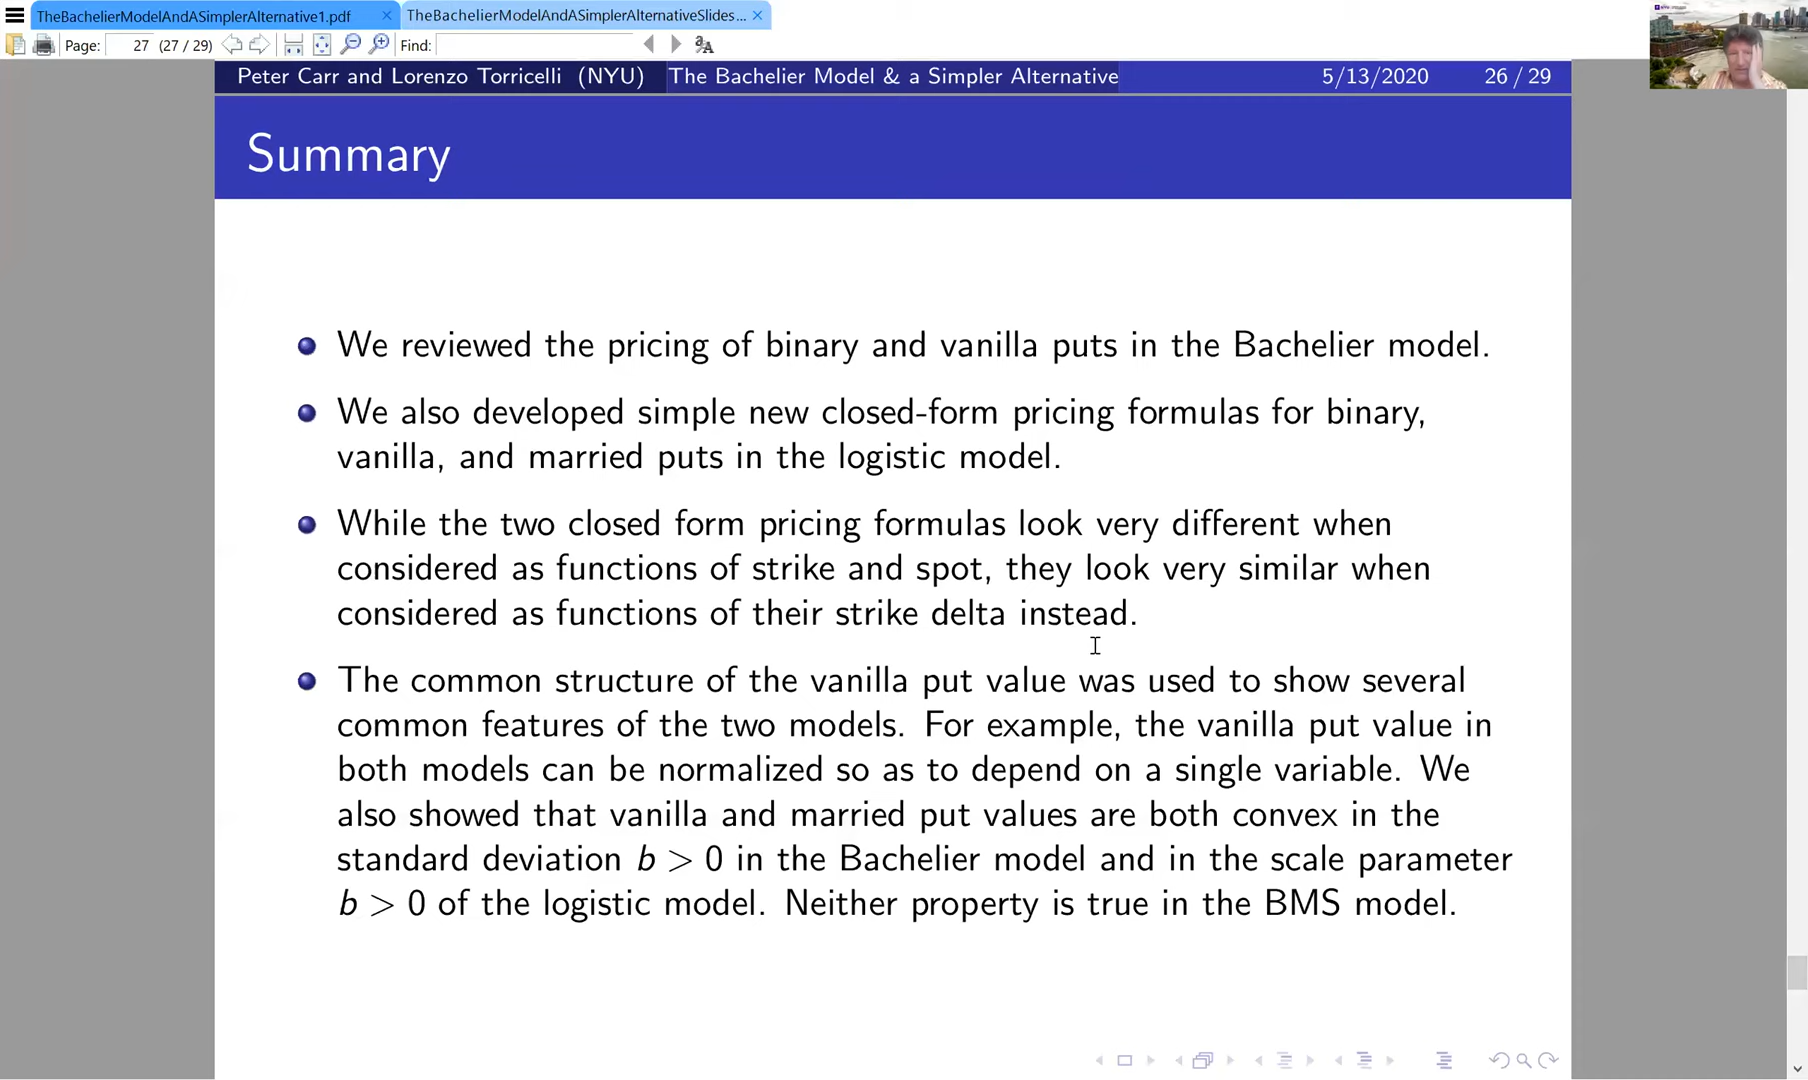 TheBachelierModelAndASimplerAlternative1.pdf
TheBachelierModelAndASimplerAlternativeSlides...
Page: 27 (27 / 29) Find:
Peter Carr and Lorenzo Torricelli (NYU) The Bachelier Model & a Simpler Alternative 5/13/2020 26 / 29
Summary
We reviewed the pricing of binary and vanilla puts in the Bachelier model.
We also developed simple new closed-form pricing formulas for binary,
vanilla, and married puts in the logistic model.
While the two closed form pricing formulas look very different when
considered as functions of strike and spot, they look very similar when
considered as functions of their strike delta instead.
The common structure of the vanilla put value was used to show several
common features of the two models. For example, the vanilla put value in
both models can be normalized so as to depend on a single variable. We
also showed that vanilla and married put values are both convex in the
standard deviation b > 0 in the Bachelier model and in the scale parameter
b > 0 of the logistic model. Neither property is true in the BMS model.